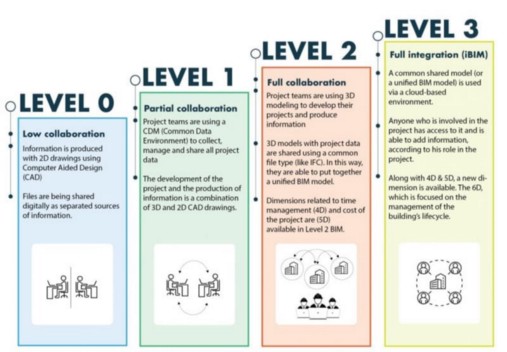 LEVEL 0
Low collaboration
Information is produced
with 2D drawings using
Computer Aided Design
(CAD)
Files are being shared
digitally as separated sources
of information.
LEVEL 1
Partial collaboration
Project teams are using a
CDM (Common Data
Environment) to collect,
manage and share all project
data
The development of the
project and the production of
information is a combination
of 3D and 2D CAD drawings.
LEVEL 2
Full collaboration
Project teams are using 3D
modeling to develop their
projects and produce
information
3D models with project data
are shared using a common
file type (like IFC). In this way,
they are able to put together
a unified BIM model.
Dimensions related to time
management (4D) and cost of
the project are (5D)
available in Level 2 BIM.
LEVEL 3
Full integration (iBIM)
A common shared model (or
a unified BIM model) is used
via a cloud-based
environment.
Anyone who is involved in the
project has access to it and is
able to add information,
according to his role in the
project.
Along with 4D & 5D, a new di-
mension is available. The 6D,
which is focused on the
management of the
building's lifecycle.